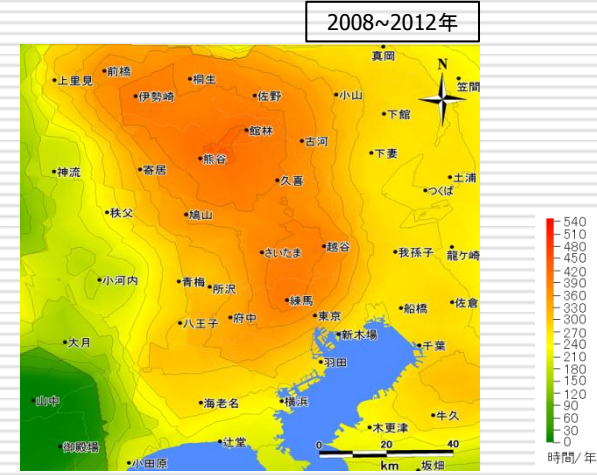 2008~2012年
真岡
N
笠間
上里見
前橋
桐生
伊勢崎
佐野
小山
下館
館林
古河
下妻
熊谷
神流
寄居
久喜
土浦
つくば
秩父
鳩山
さいたま
越谷
我孫子
龍ケ崎
小河内
青梅
所沢
練馬
船橋
佐倉
八王子
府中
東京
新木場
千葉
大月
羽田
山中
海老名
横浜
牛久
木更津
御殿場
辻堂
小田原
坂畑
0 20 40
km
540
510
480
450
420
390
360
330
300
270
240
210
180
150
120
90
60
30
0
時間/年